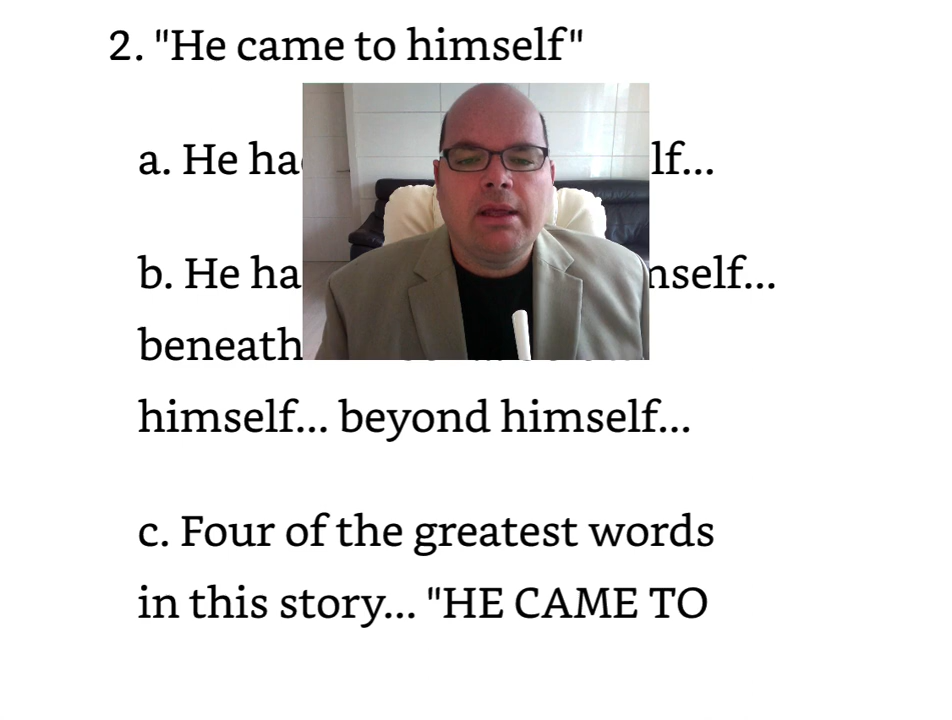 2. "He came to himself"
a. He ha lf...
b. He ha mself...
beneath
himself... beyond himself...
c. Four of the greatest words
in this story... "HE CAME TO